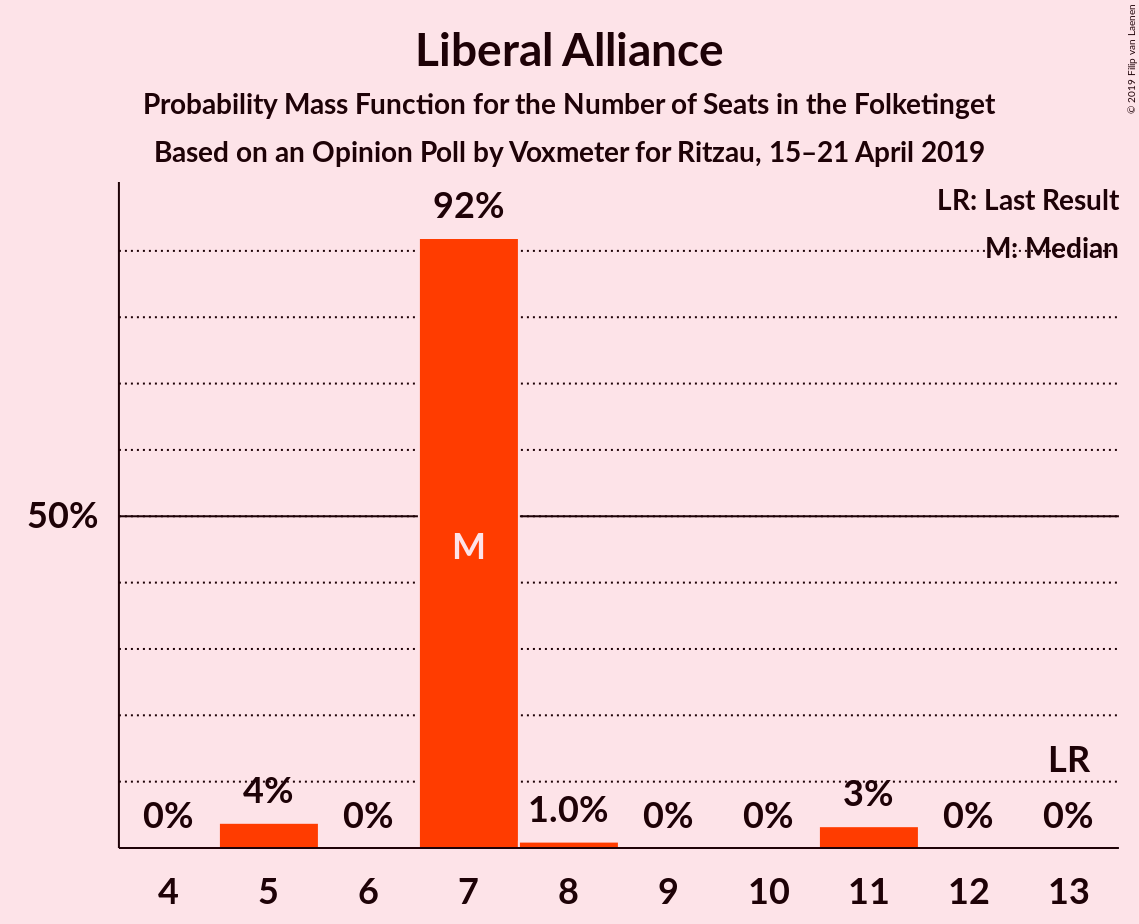 Liberal Alliance
Probability Mass Function for the Number of Seats in the Folketinget
Based on an Opinion Poll by Voxmeter for Ritzau, 15–21 April 2019
© 2019 Filip van Laenen
LR: Last Result
M: Median
92%
50%
M
LR
0%
4%
0%
1.0%
0%
0%
3%
0%
0%
4 5 6 7 8 9 10 11 12 13